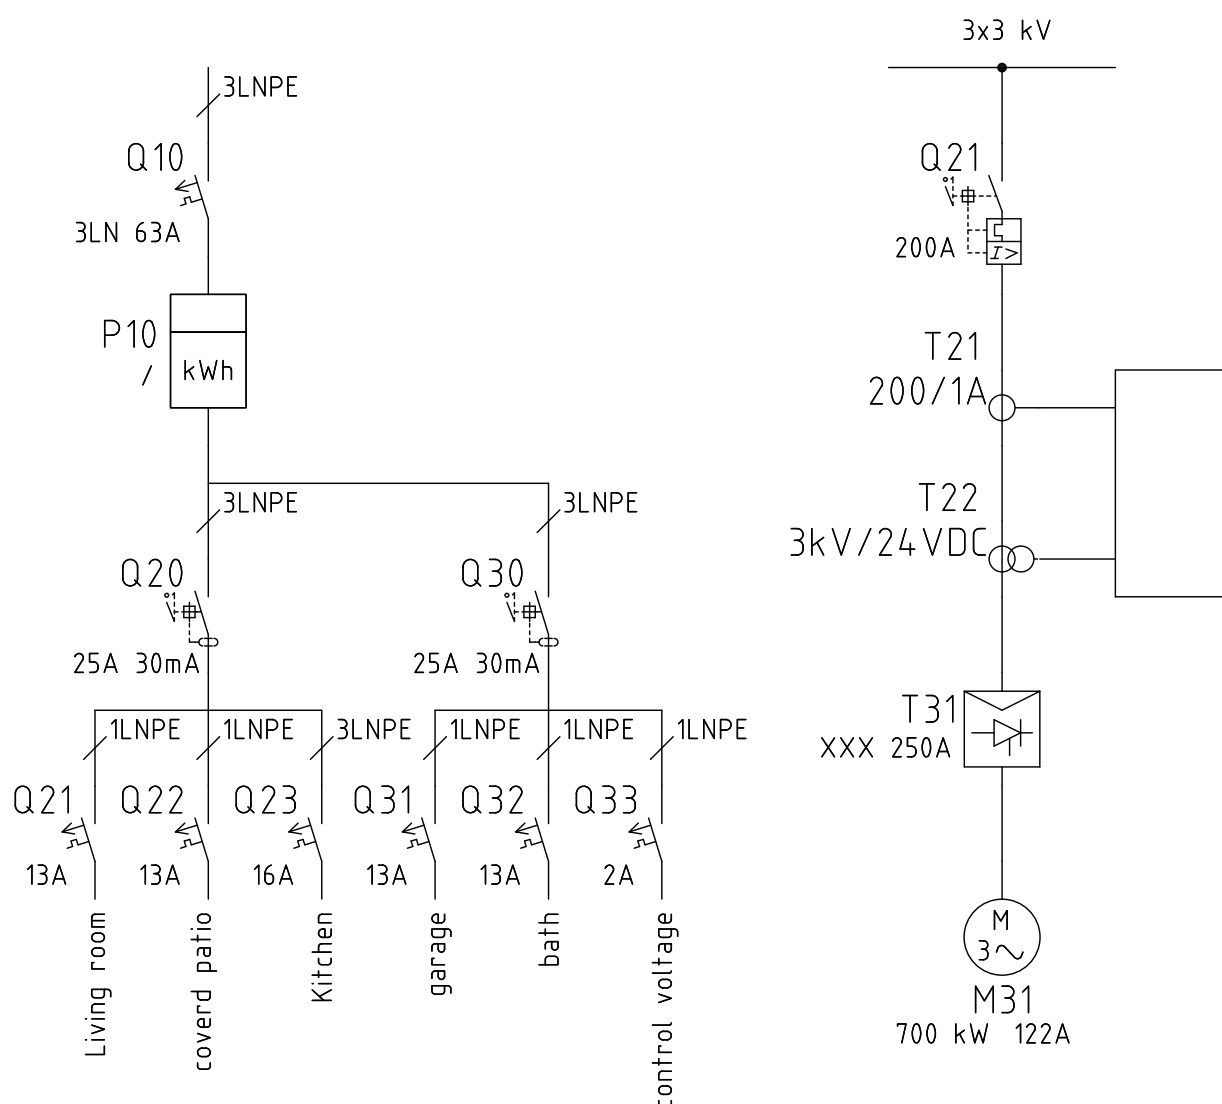 3x3 kV
3LNPE
Q10
3LN 63A
P10
/
kWh
3LNPE
3LNPE
Q20
25A 30mA
Q30
25A 30mA
1LNPE
1LNPE
3LNPE
1LNPE
1LNPE
1LNPE
Q21
Q22
Q23
Q31
Q32
Q33
13A
13A
16A
13A
13A
2A
Living room
coverd patio
Kitchen
garage
bath
control voltage
Q21
200A
I>
T21
200/1A
T22
3kV/24VDC
T31
XXX 250A
M
3~
M31
700 kW 122A